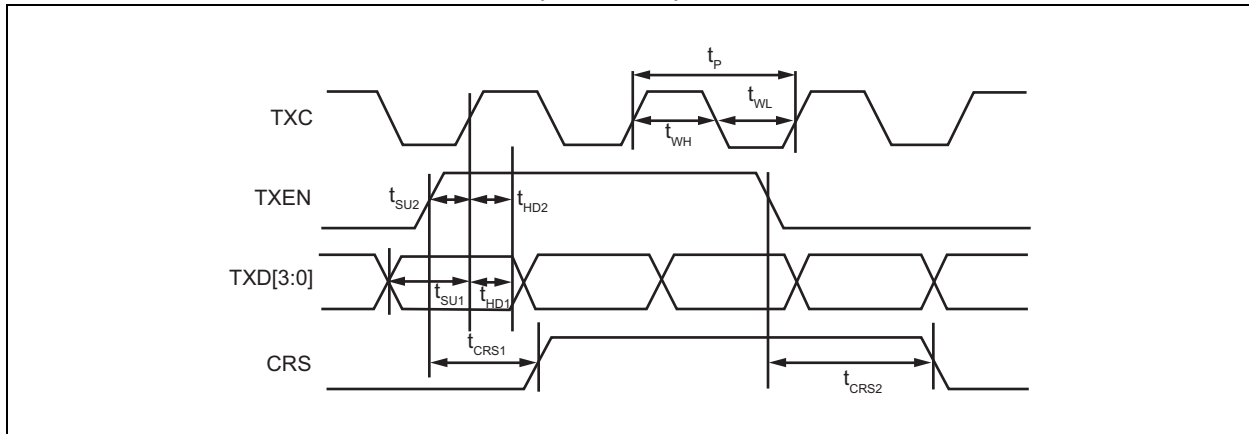 t_P
TXC
t_WL
t_WH
TXEN
t_SU2
t_HD2
TXD[3:0]
t_SU1
t_HD1
t_CRS1
CRS
t_CRS2